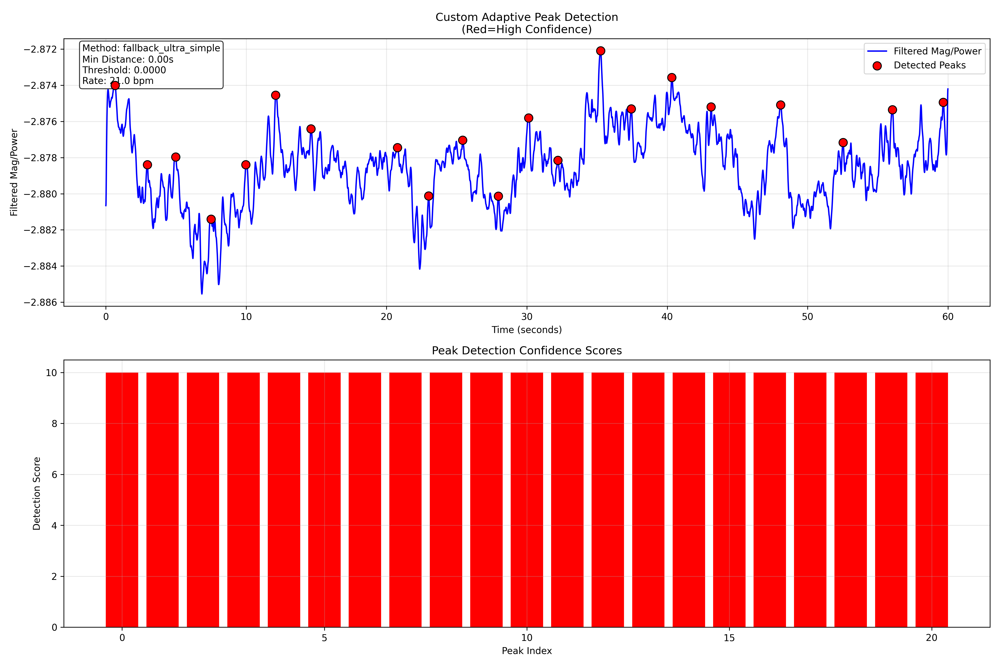 Custom Adaptive Peak Detection
(Red=High Confidence)
Method: fallback_ultra_simple
Min Distance: 0.00s
Threshold: 0.0000
Rate: 21.0 bpm
Filtered Mag/Power
Detected Peaks
−2.872
−2.874
−2.876
−2.878
−2.880
−2.882
−2.884
−2.886
Filtered Mag/Power
0 10 20 30 40 50 60
Time (seconds)
Peak Detection Confidence Scores
10
8
6
4
2
0
Detection Score
0 5 10 15 20
Peak Index